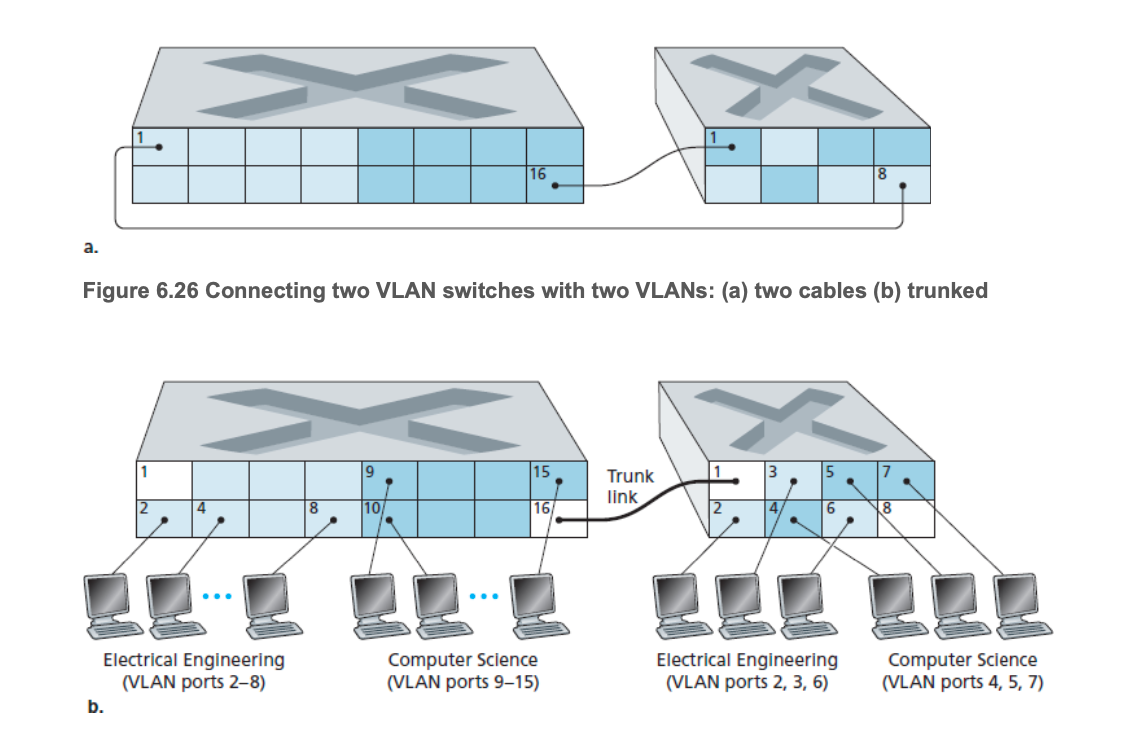 1
16
1
8
a.
Figure 6.26 Connecting two VLAN switches with two VLANs: (a) two cables (b) trunked
1
9
15
2
4
8
10
16
Trunk
link
1
3
5
7
2
4
6
8
Electrical Engineering
(VLAN ports 2–8)
Computer Science
(VLAN ports 9–15)
Electrical Engineering
(VLAN ports 2, 3, 6)
Computer Science
(VLAN ports 4, 5, 7)
b.